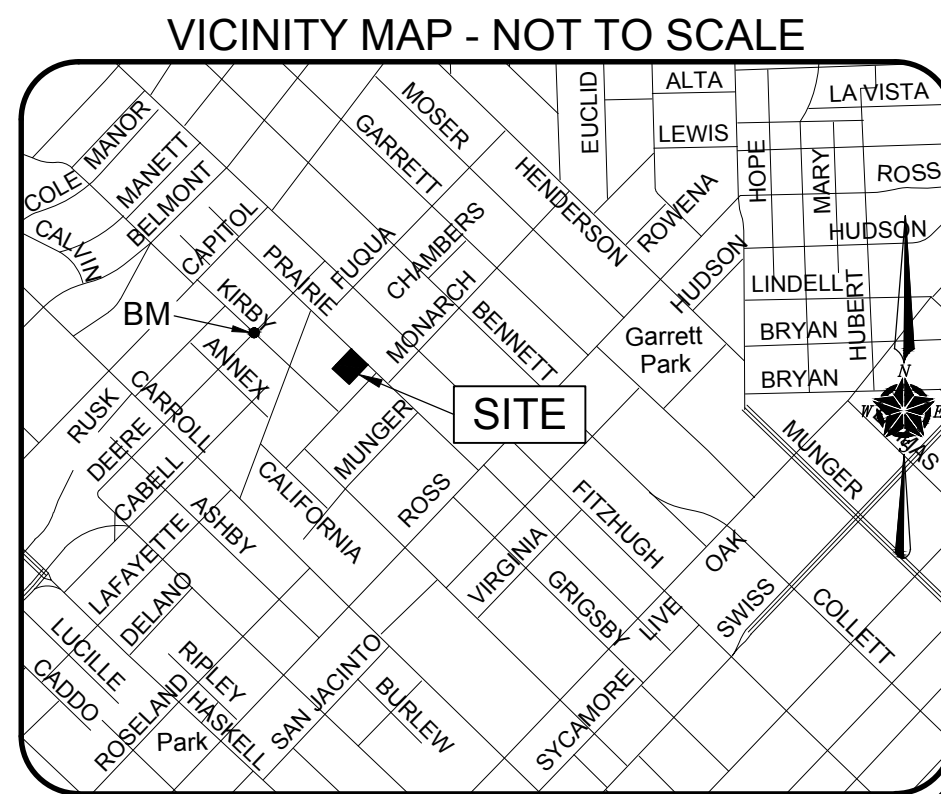 VICINITY MAP - NOT TO SCALE
MOSER
EUCLID
ALTA
LA VISTA
MANOR
GARRETT
LEWIS
COLE
MANETT
HENDERSON
HOPE
MARY
ROSS
BELMONT
ROWENA
CALVIN
CAPITOL
CHAMBERS
HUDSON
PRAIRIE
FUQUA
HUDSON
KIRBY
MONARCH
LINDELL
BM
BENNETT
Garrett
Park
BRYAN
HUBERT
ANNEX
N
BRYAN
RUSK
CARROLL
SITE
W
E
DEERE
MUNGER
MUNGER
S
MAS
CABELL
CALIFORNIA
ROSS
FITZHUGH
ASHBY
LAFAYETTE
VIRGINIA
OAK
DELANO
GRIGSBY
LIVE
SWISS
COLLETT
LUCILLE
RIPLEY
SAN JACINTO
CADDO
ROSELAND
HASKELL
BURLEW
SYCAMORE
Park